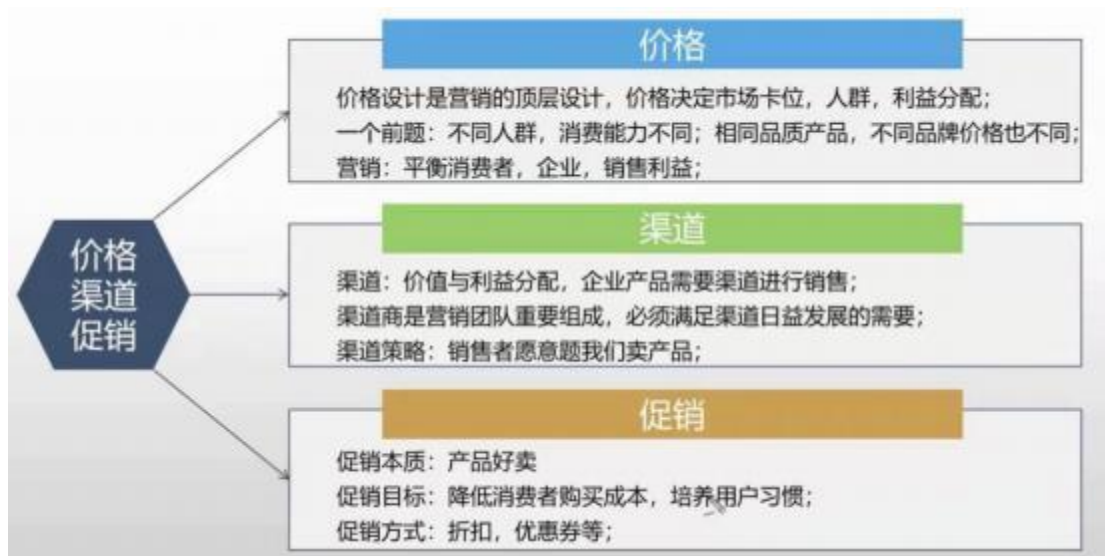 价格
渠道
促销
价格
价格设计是营销的顶层设计，价格决定市场卡位，人群，利益分配；
一个前题：不同人群，消费能力不同；相同品质产品，不同品牌价格也不同；
营销：平衡消费者，企业，销售利益；
渠道
渠道：价值与利益分配，企业产品需要渠道进行销售；
渠道商是营销团队重要组成，必须满足渠道日益发展的需要；
渠道策略：销售者愿意题我们卖产品；
促销
促销本质：产品好卖
促销目标：降低消费者购买成本，培养用户习惯；
促销方式：折扣，优惠券等；